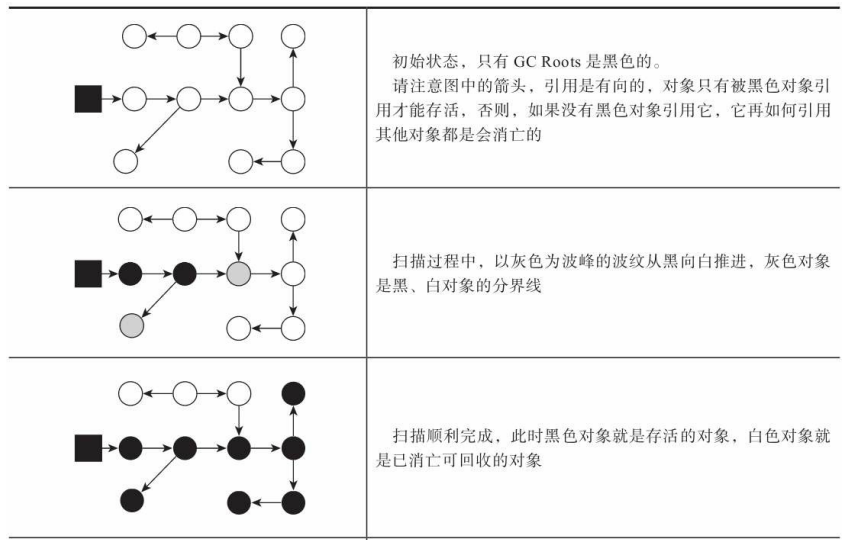 初始状态，只有 GC Roots 是黑色的。
请注意图中的箭头，引用是有向的，对象只有被黑色对象引
用才能存活，否则，如果没有黑色对象引用它，它再如何引用
其他对象都是会消亡的
扫描过程中，以灰色为波峰的波纹从黑向白推进，灰色对象
是黑、白对象的分界线
扫描顺利完成，此时黑色对象就是存活的对象，白色对象就
是已消亡可回收的对象